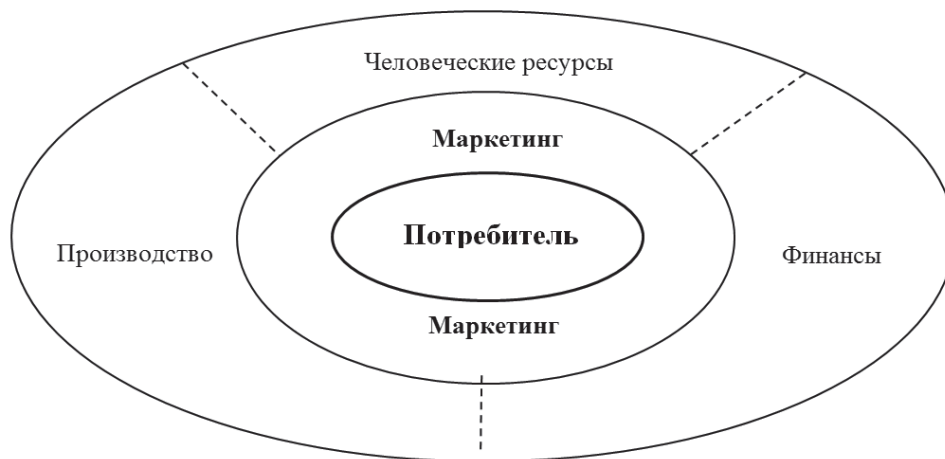 Человеческие ресурсы
Маркетинг
Потребитель
Производство
Финансы
Маркетинг